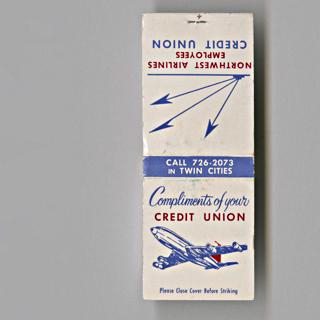 NORTHWEST AIRLINES
EMPLOYEES
CREDIT UNION
CALL 726-2073
IN TWIN CITIES
Compliments of your
CREDIT UNION
Please Close Cover Before Striking